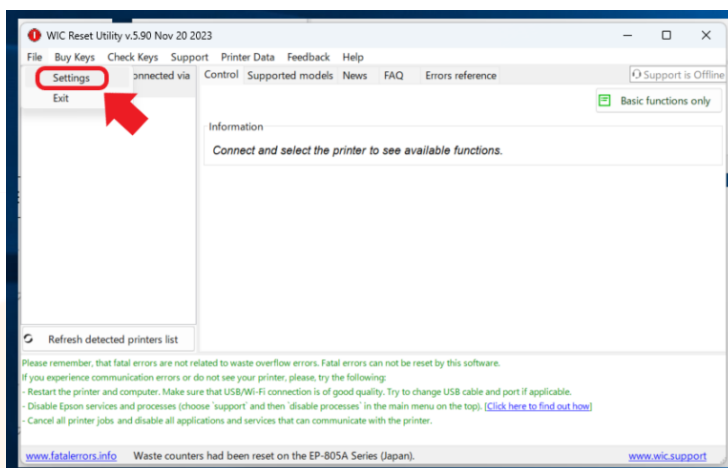 WIC Reset Utility v.5.90 Nov 20 2023
File Buy Keys Check Keys Support Printer Data Feedback Help
Settings
Exit
onnected via
Control Supported models News FAQ Errors reference
Support is Offline
Basic functions only
Information
Connect and select the printer to see available functions.
Refresh detected printers list
Please remember, that fatal errors are not related to waste overflow errors. Fatal errors can not be reset by this software.
If you experience communication errors or do not see your printer, please, try the following:
- Restart the printer and computer. Make sure that USB/Wi-Fi connection is of good quality. Try to change USB cable and port if applicable.
- Disable Epson services and processes (choose `support` and then `disable processes` in the main menu on the top). [Click here to find out how]
- Cancel all printer jobs and disable all applications and services that can communicate with the printer.
www.fatalerrors.info Waste counters had been reset on the EP-805A Series (Japan). www.wic.support